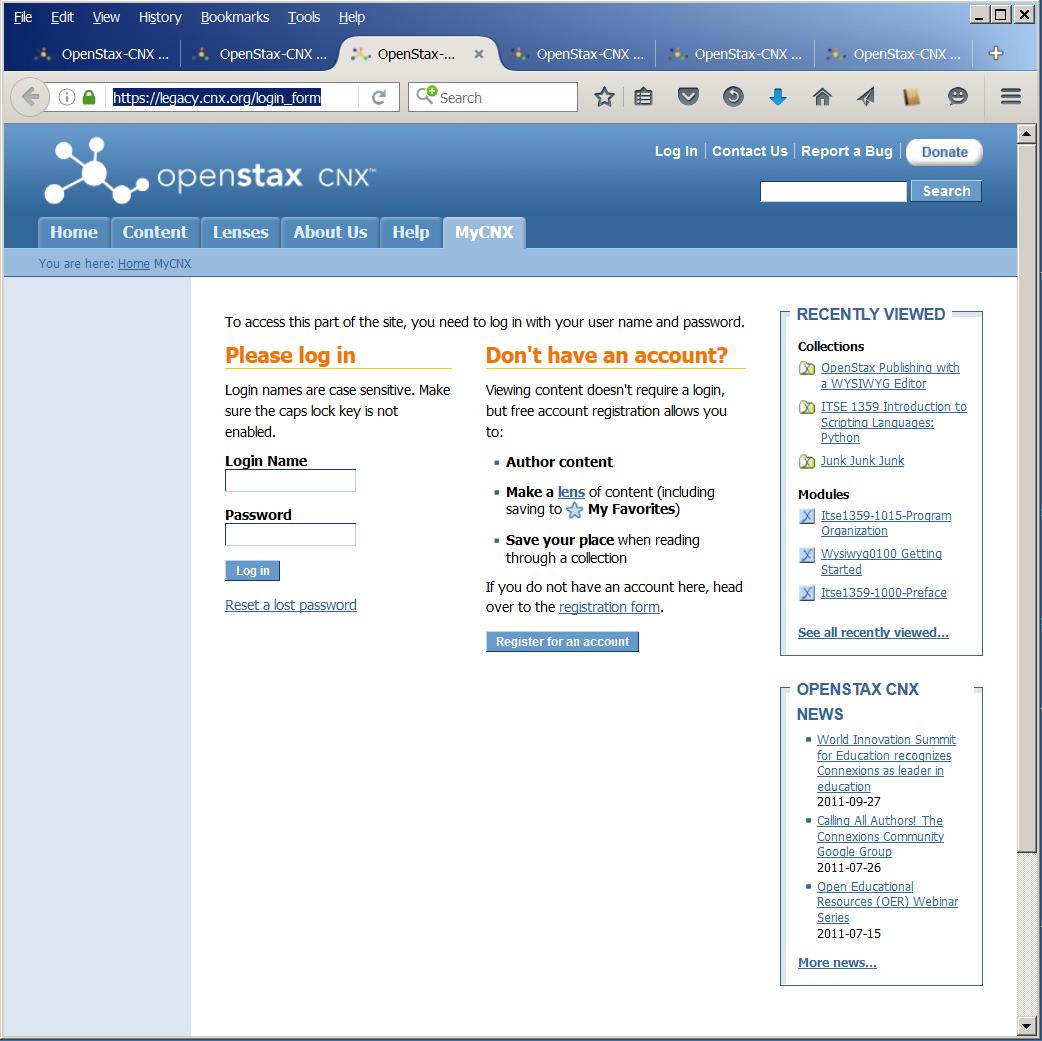 File Edit View History Bookmarks Tools Help
OpenStax-CNX ... OpenStax-CNX ... OpenStax-... OpenStax-CNX ... OpenStax-CNX ... OpenStax-CNX ...
https://legacy.cnx.org/login_form Search
Log In Contact Us Report a Bug Donate
openstax CNX™
Search
Home Content Lenses About Us Help MyCNX
You are here: Home MyCNX
To access this part of the site, you need to log in with your user name and password.
Please log in
Login names are case sensitive. Make
sure the caps lock key is not
enabled.
Login Name
Password
Log in
Reset a lost password
Don't have an account?
Viewing content doesn't require a login,
but free account registration allows you
to:
Author content
Make a lens of content (including
saving to My Favorites)
Save your place when reading
through a collection
If you do not have an account here, head
over to the registration form.
Register for an account
RECENTLY VIEWED
Collections
OpenStax Publishing with
a WYSIWYG Editor
ITSE 1359 Introduction to
Scripting Languages:
Python
Junk Junk Junk
Modules
Itse1359-1015-Program
Organization
Wysiwyg0100 Getting
Started
Itse1359-1000-Preface
See all recently viewed...
OPENSTAX CNX
NEWS
World Innovation Summit
for Education recognizes
Connexions as leader in
education
2011-09-27
Calling All Authors! The
Connexions Community
Google Group
2011-07-26
Open Educational
Resources (OER) Webinar
Series
2011-07-15
More news...